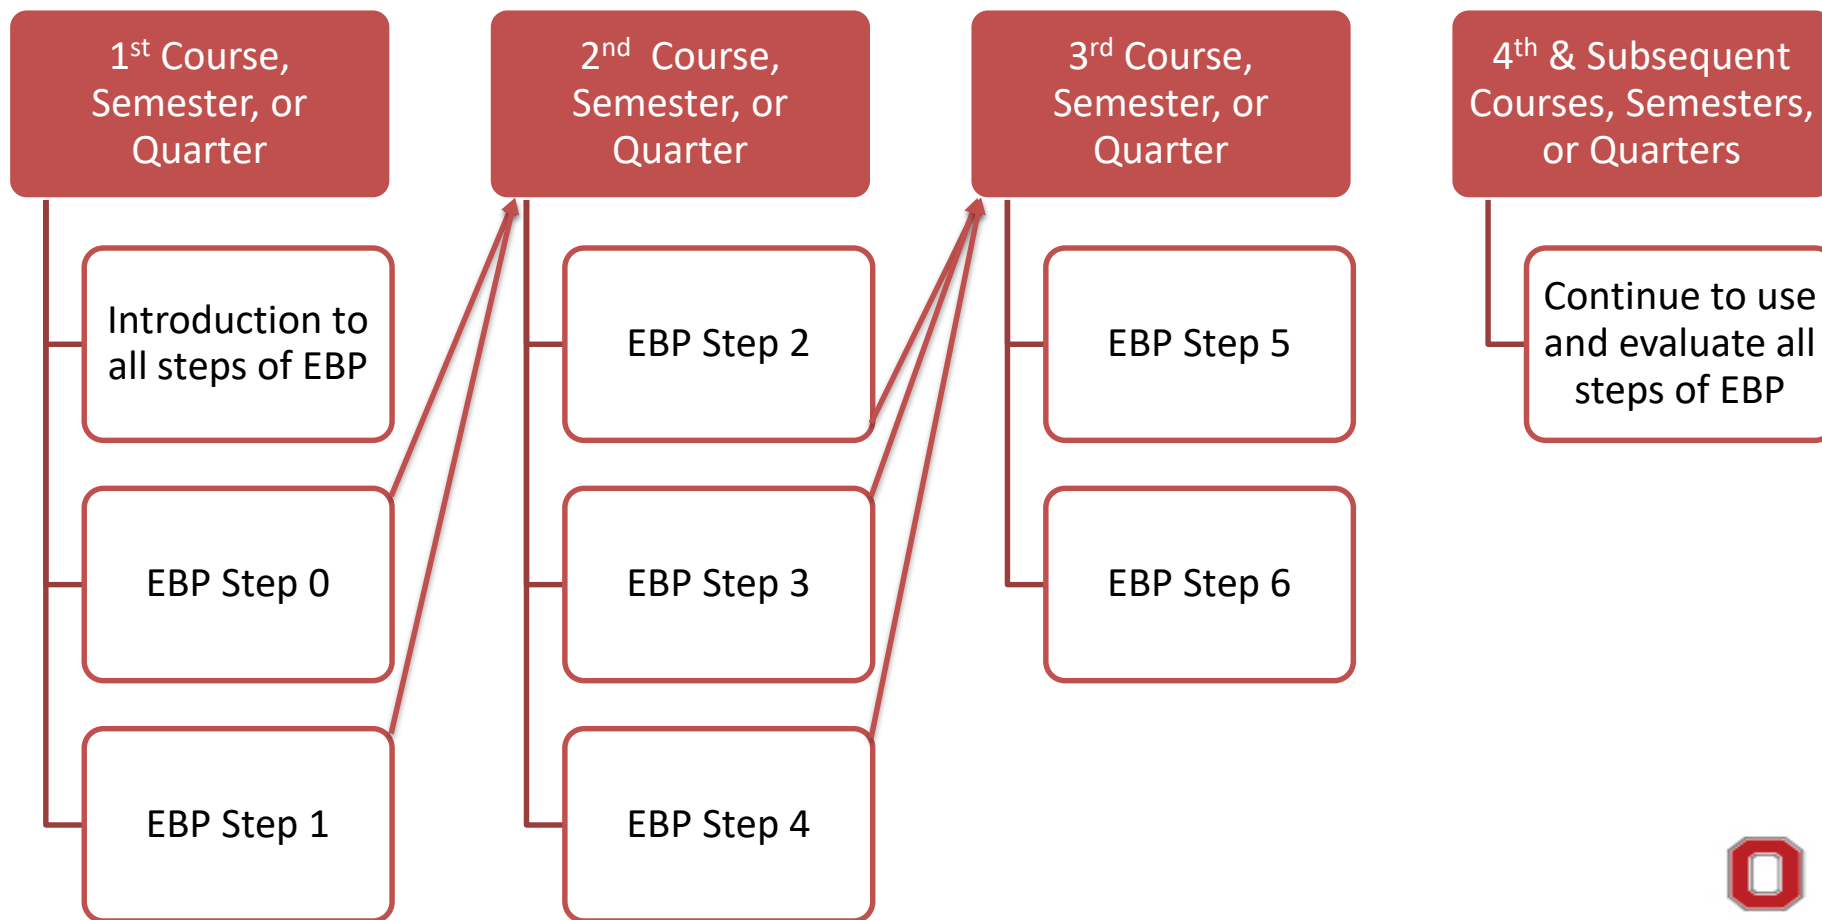 1st Course,
Semester, or
Quarter
Introduction to
all steps of EBP
EBP Step 0
EBP Step 1
2nd Course,
Semester, or
Quarter
EBP Step 2
EBP Step 3
EBP Step 4
3rd Course,
Semester, or
Quarter
EBP Step 5
EBP Step 6
4th & Subsequent
Courses, Semesters,
or Quarters
Continue to use
and evaluate all
steps of EBP
O